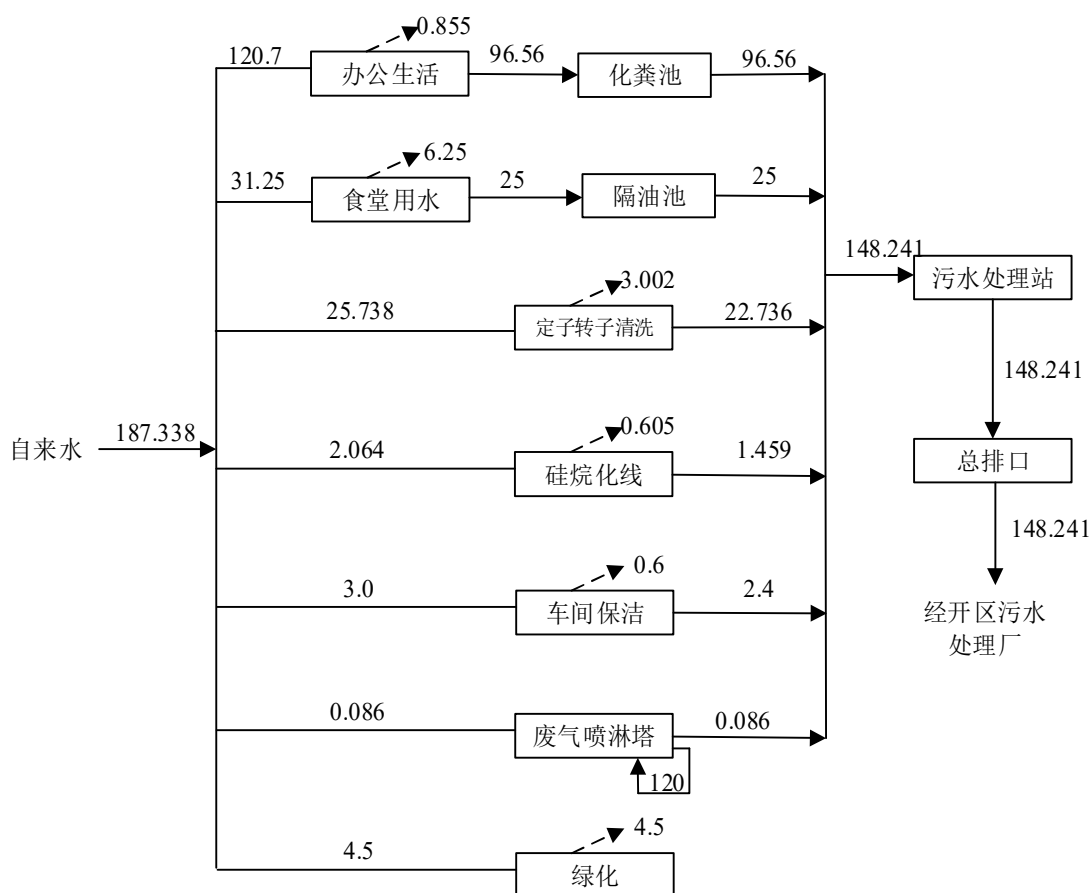 0.855
120.7
办公生活
96.56
化粪池
96.56
6.25
31.25
食堂用水
25
隔油池
25
148.241
污水处理站
3.002
25.738
定子转子清洗
22.736
148.241
自来水
187.338
0.605
2.064
硅烷化线
1.459
总排口
148.241
0.6
3.0
车间保洁
2.4
经开区污水
处理厂
0.086
废气喷淋塔
0.086
120
4.5
4.5
绿化